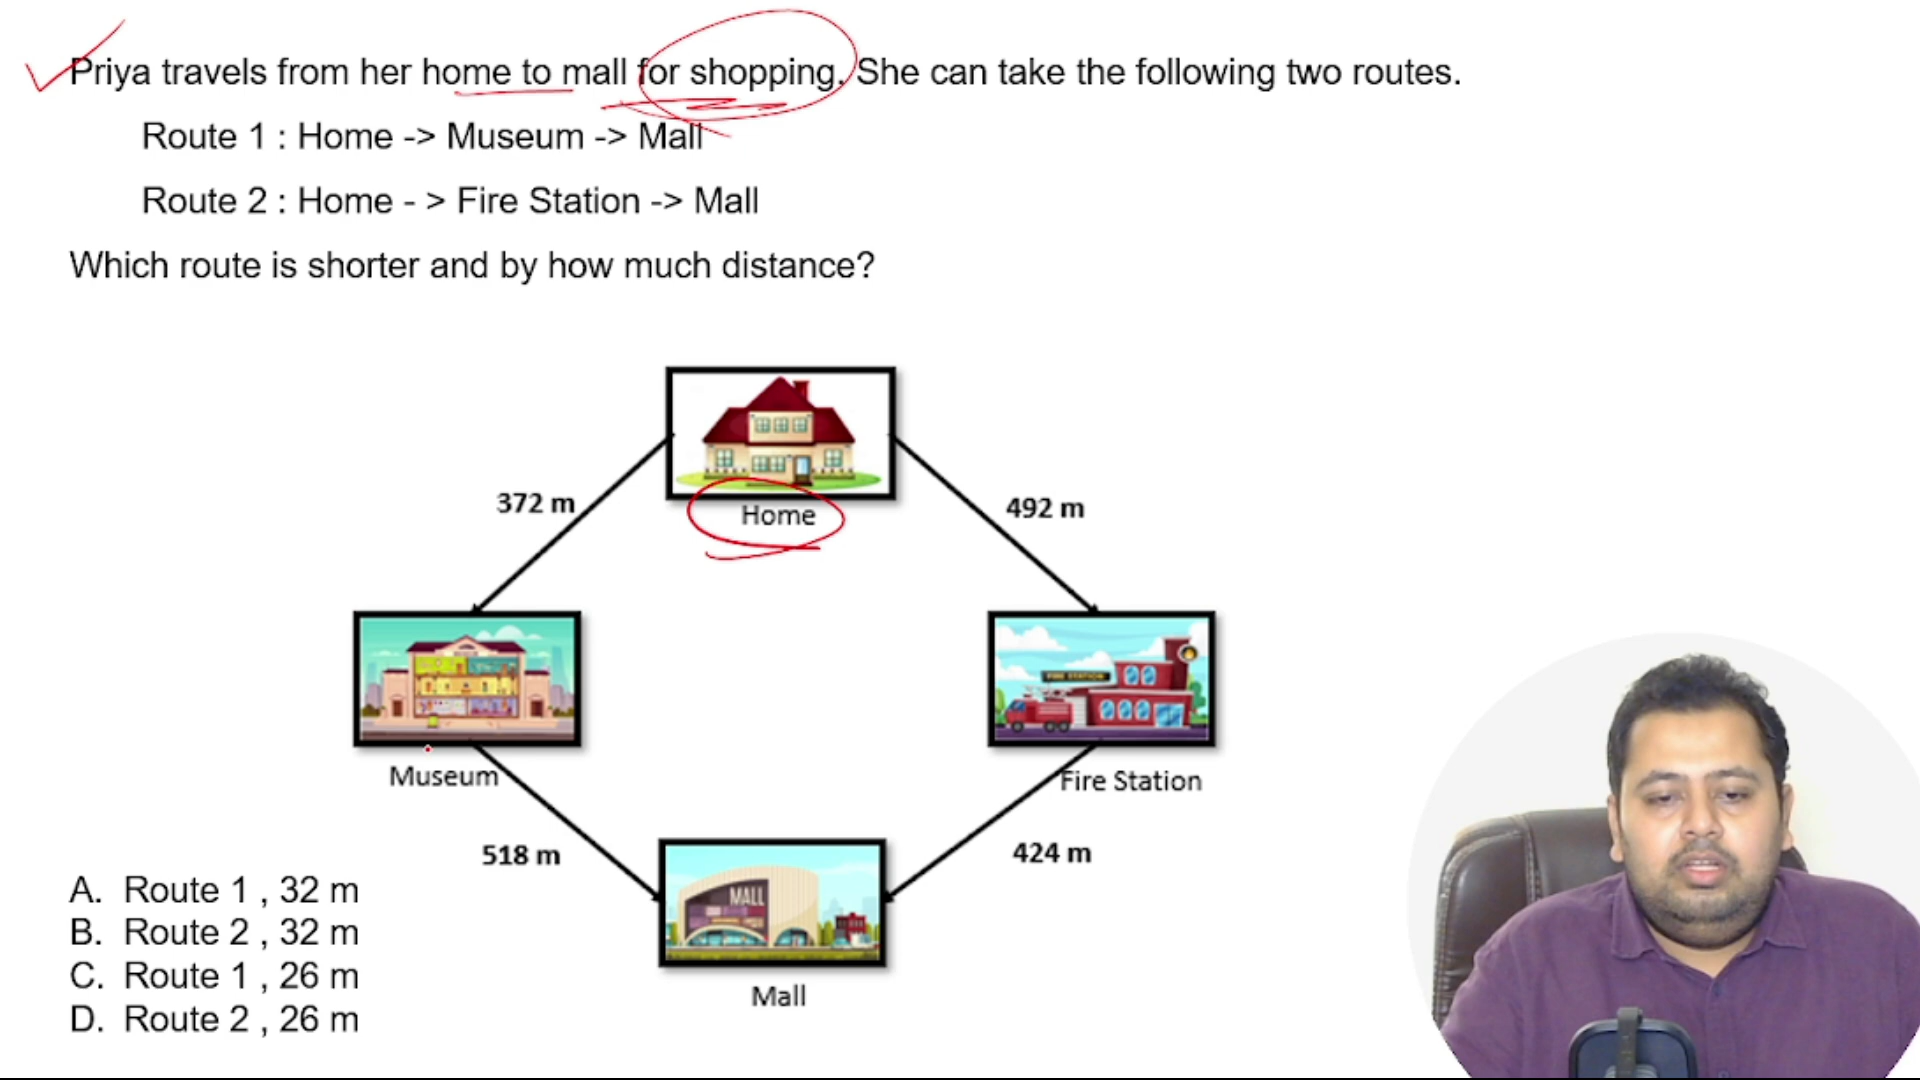 Priya travels from her home to mall for shopping. She can take the following two routes.
Route 1 : Home -> Museum -> Mall
Route 2 : Home - > Fire Station -> Mall
Which route is shorter and by how much distance?
372 m
Home
492 m
FIRE STATION
Museum
Fire Station
518 m
424 m
MALL
Mall
A. Route 1 , 32 m
B. Route 2 , 32 m
C. Route 1 , 26 m
D. Route 2 , 26 m